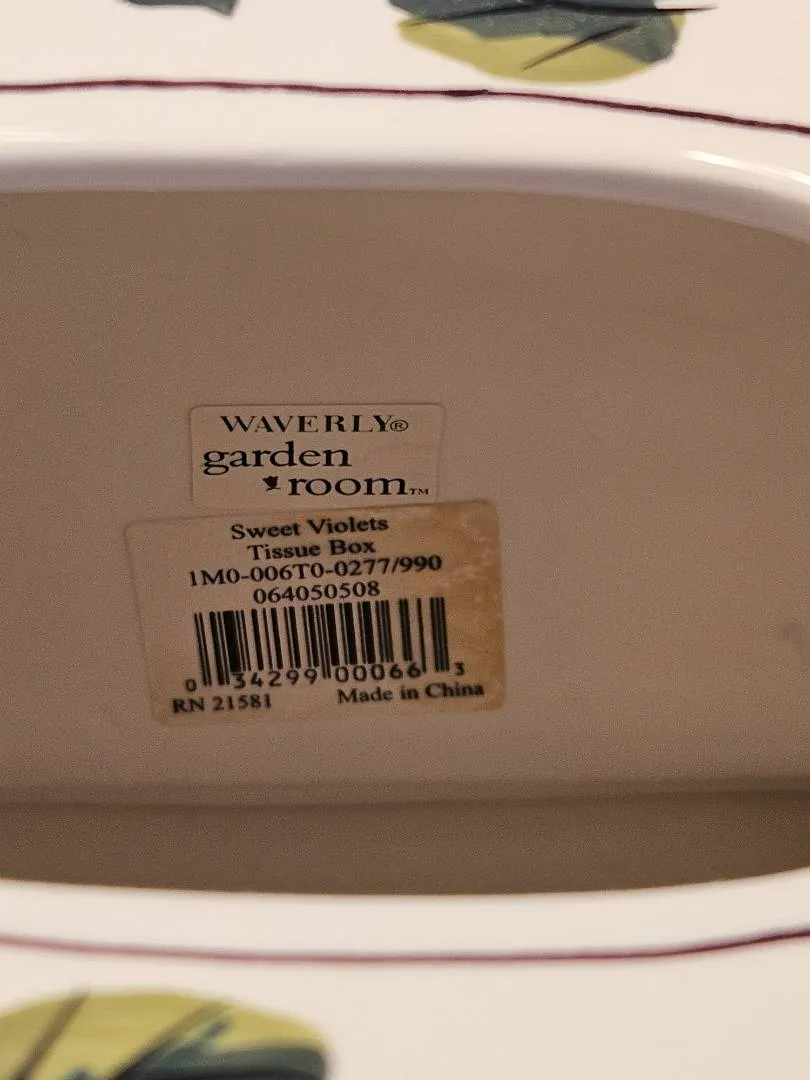 WAVERLY®
garden
room™
Sweet Violets
Tissue Box
1M0-006T0-0277/990
064050508
0 34299 00066 3
RN 21581 Made in China